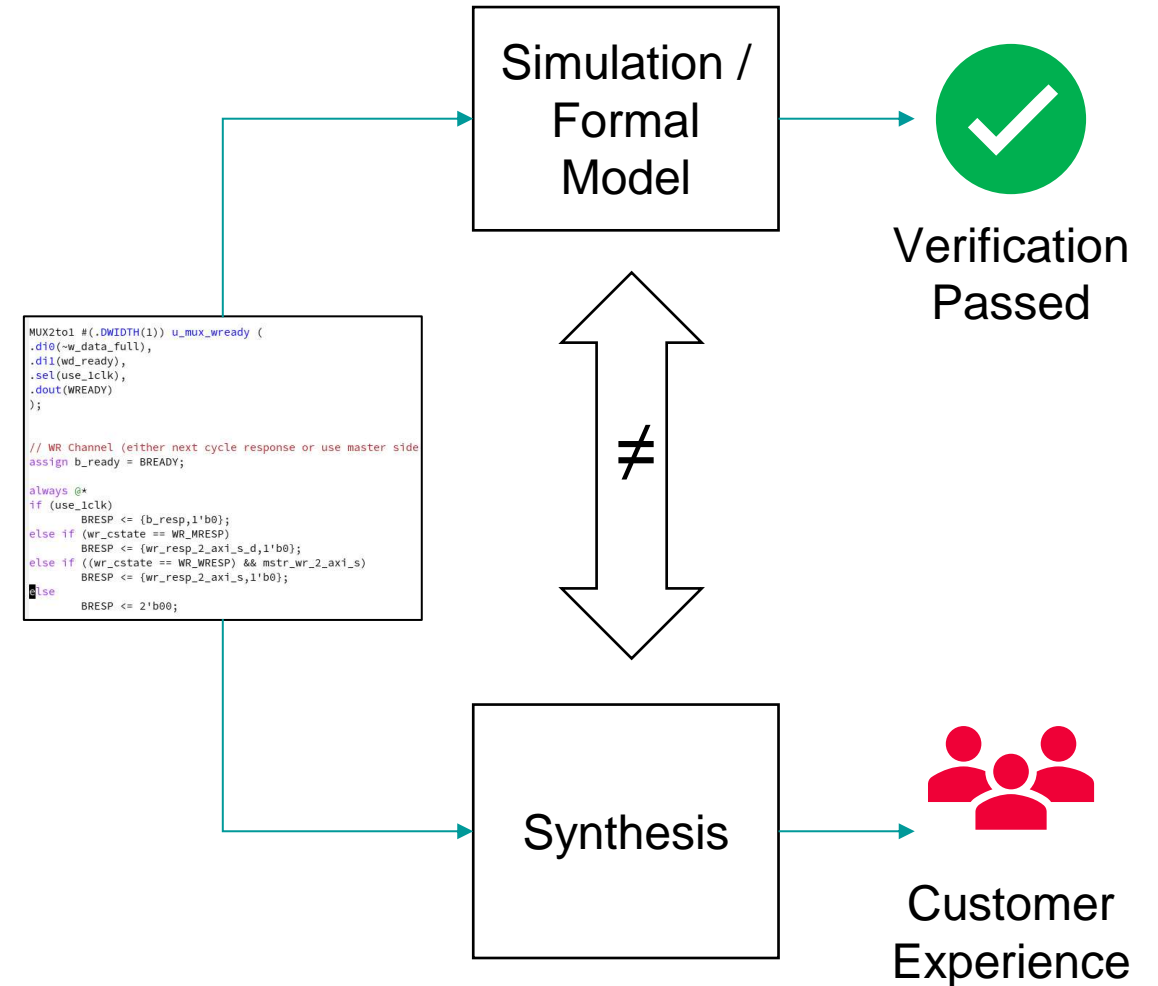 Simulation /
Formal
Model
Verification
Passed
MUX2to1 #(.DWIDTH(1)) u_mux_wready (
.di0(~w_data_full),
.di1(wd_ready),
.sel(use_1clk),
.dout(WREADY)
);
// WR Channel (either next cycle response or use master side
assign b_ready = BREADY;
always @*
if (use_1clk)
BRESP <= {b_resp,1'b0};
else if (wr_cstate == WR_MRESP)
BRESP <= {wr_resp_2_axi_s_d,1'b0};
else if ((wr_cstate == WR_WRESP) && mstr_wr_2_axi_s)
BRESP <= {wr_resp_2_axi_s,1'b0};
else
BRESP <= 2'b00;
≠
Synthesis
Customer
Experience